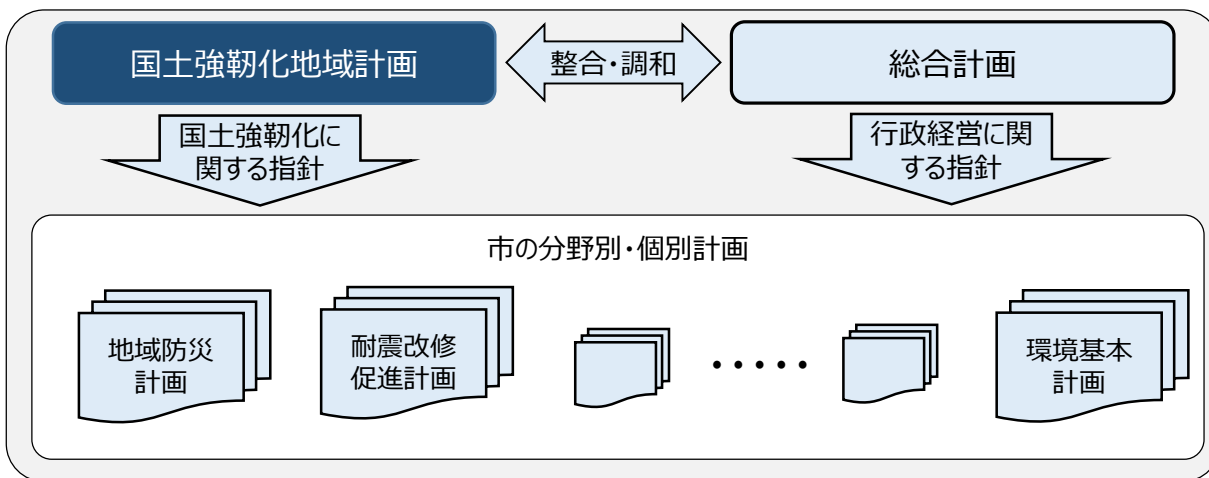 国土強靭化地域計画
整合・調和
総合計画
国土強靭化に
関する指針
行政経営に関
する指針
市の分野別・個別計画
地域防災
計画
耐震改修
促進計画
・・・・・
環境基本
計画